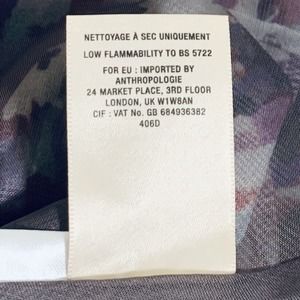 NETTOYAGE À SEC UNIQUEMENT
LOW FLAMMABILITY TO BS 5722
FOR EU : IMPORTED BY
ANTHROPOLOGIE
24 MARKET PLACE, 3RD FLOOR
LONDON, UK W1W8AN
CIF : VAT No. GB 684936382
406D